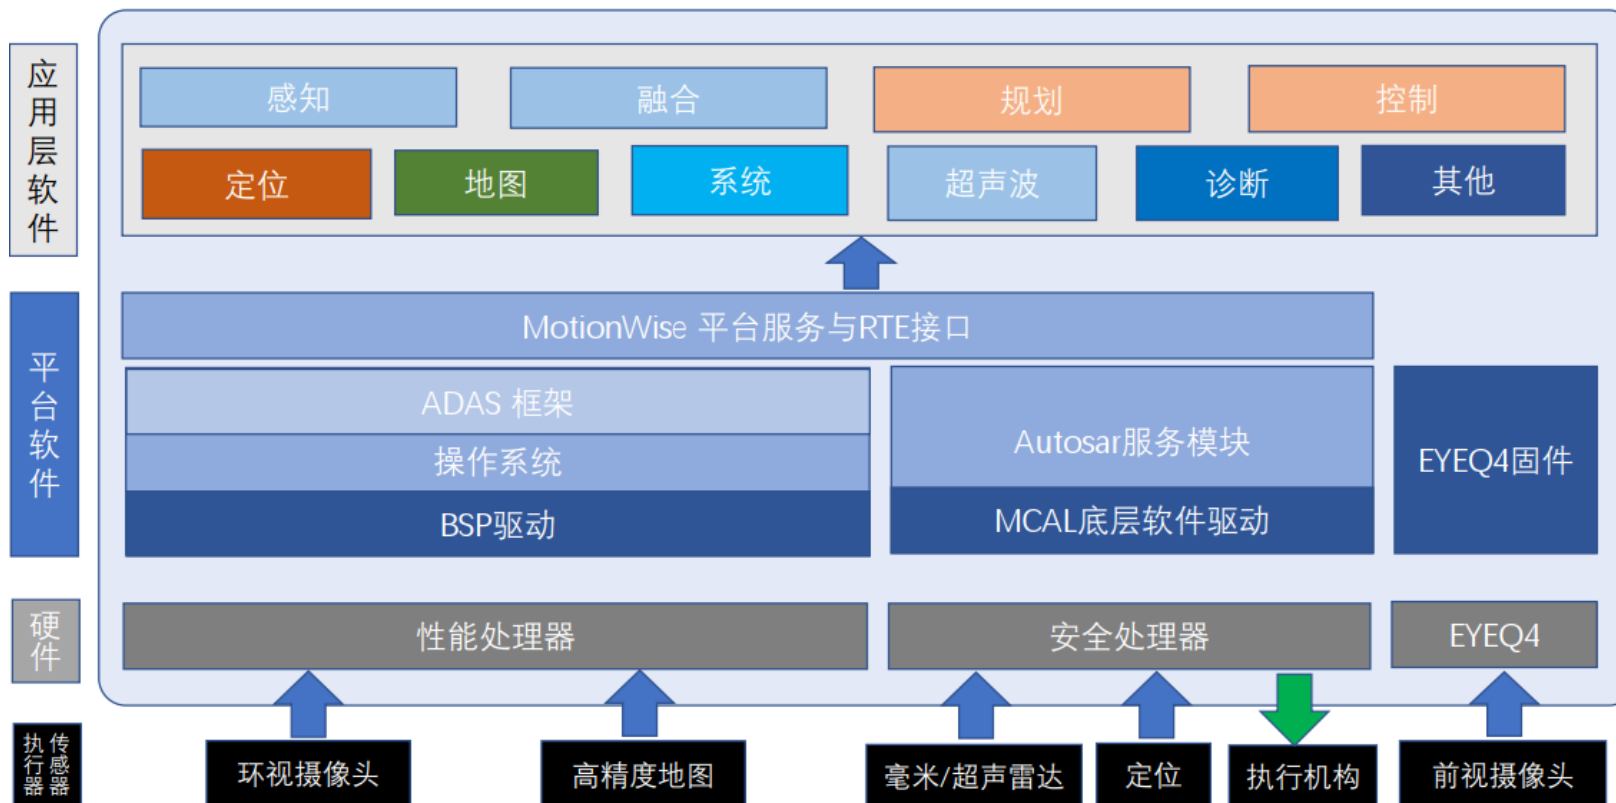 应用层软件
感知
融合
规划
控制
定位
地图
系统
超声波
诊断
其他
平台软件
MotionWise 平台服务与RTE接口
ADAS 框架
操作系统
BSP驱动
Autosar服务模块
MCAL底层软件驱动
EYEQ4固件
硬件
性能处理器
安全处理器
EYEQ4
传感器
执行器
环视摄像头
高精度地图
毫米/超声雷达
定位
执行机构
前视摄像头